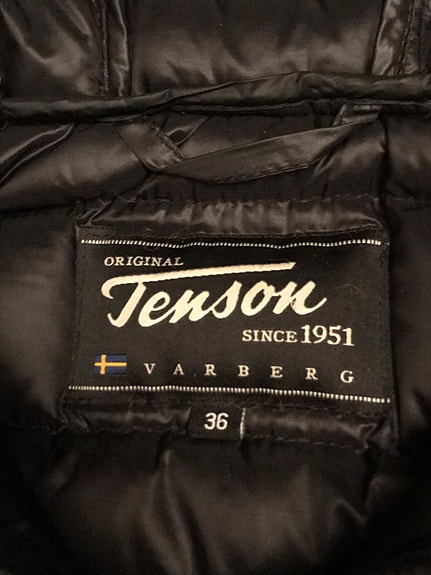 ORIGINAL
Tenson
SINCE 1951
VARBERG
36